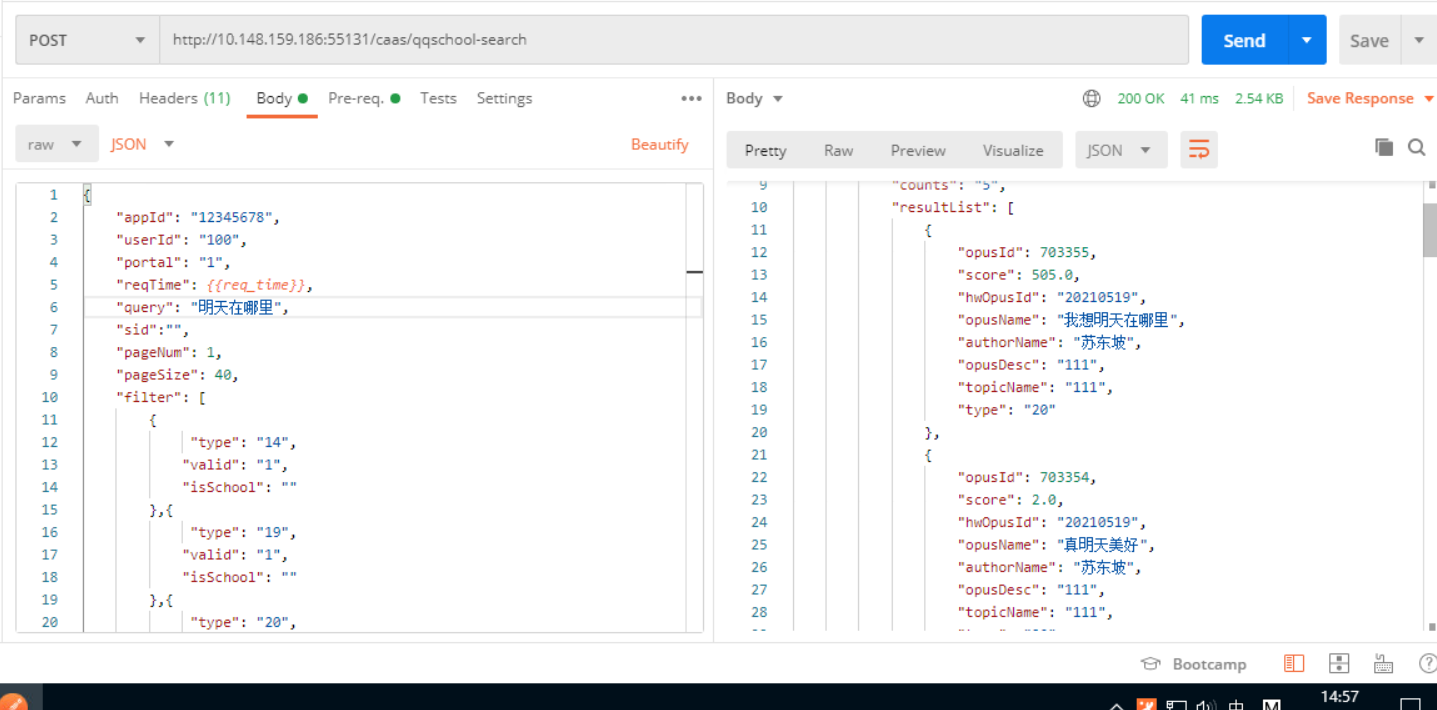 POST http://10.148.159.186:55131/caas/qqschool-search Send Save
Params Auth Headers (11) Body Pre-req. Tests Settings
raw JSON Beautify
1 {
2 "appId": "12345678",
3 "userId": "100",
4 "portal": "1",
5 "reqTime": {{req_time}},
6 "query": "明天在哪里",
7 "sid":"",
8 "pageNum": 1,
9 "pageSize": 40,
10 "filter": [
11 {
12 "type": "14",
13 "valid": "1",
14 "isSchool": ""
15 },{
16 "type": "19",
17 "valid": "1",
18 "isSchool": ""
19 },{
20 "type": "20",
Body 200 OK 41 ms 2.54 KB Save Response
Pretty Raw Preview Visualize JSON
9 "counts": "5",
10 "resultList": [
11 {
12 "opusId": 703355,
13 "score": 505.0,
14 "hwOpusId": "20210519",
15 "opusName": "我想明天在哪里",
16 "authorName": "苏东坡",
17 "opusDesc": "111",
18 "topicName": "111",
19 "type": "20"
20 },
21 {
22 "opusId": 703354,
23 "score": 2.0,
24 "hwOpusId": "20210519",
25 "opusName": "真明天美好",
26 "authorName": "苏东坡",
27 "opusDesc": "111",
28 "topicName": "111",
Bootcamp
中 M 14:57